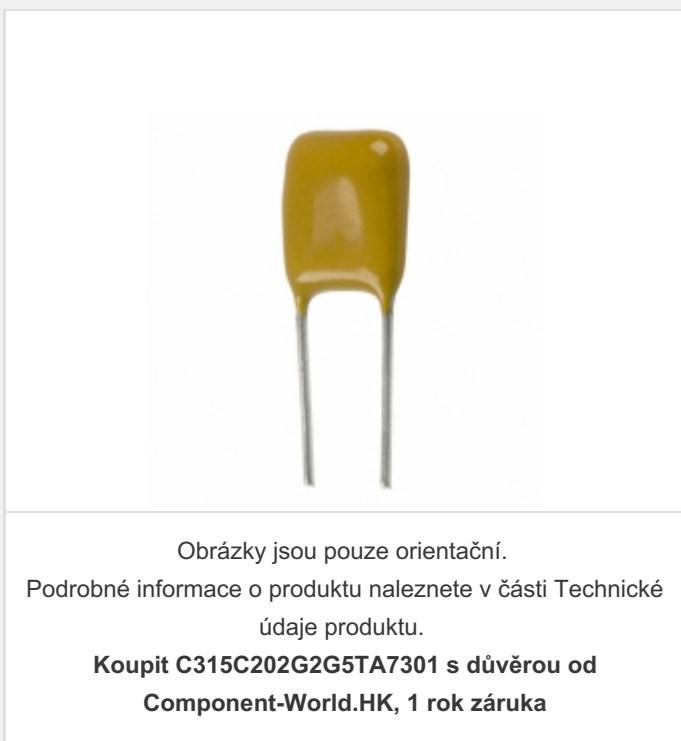 Obrázky jsou pouze orientační.
Podrobné informace o produktu naleznete v části Technické
údaje produktu.
Koupit C315C202G2G5TA7301 s důvěrou od
Component-World.HK, 1 rok záruka